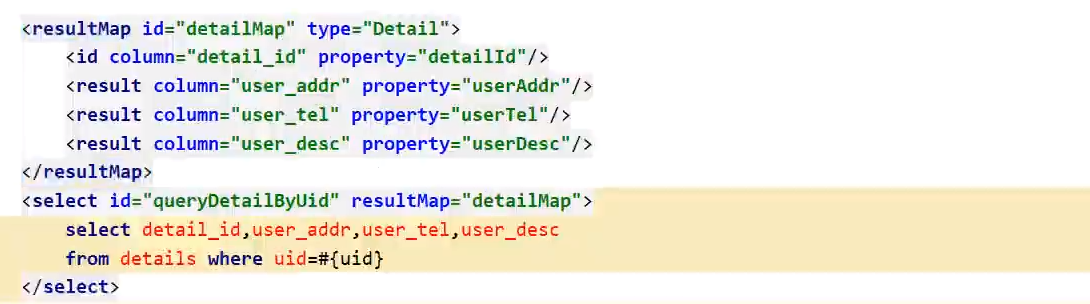 <resultMap id="detailMap" type="Detail">
    <id column="detail_id" property="detailId"/>
    <result column="user_addr" property="userAddr"/>
    <result column="user_tel" property="userTel"/>
    <result column="user_desc" property="userDesc"/>
</resultMap>
<select id="queryDetailByUid" resultMap="detailMap">
    select detail_id,user_addr,user_tel,user_desc
    from details where uid=#{uid}
</select>